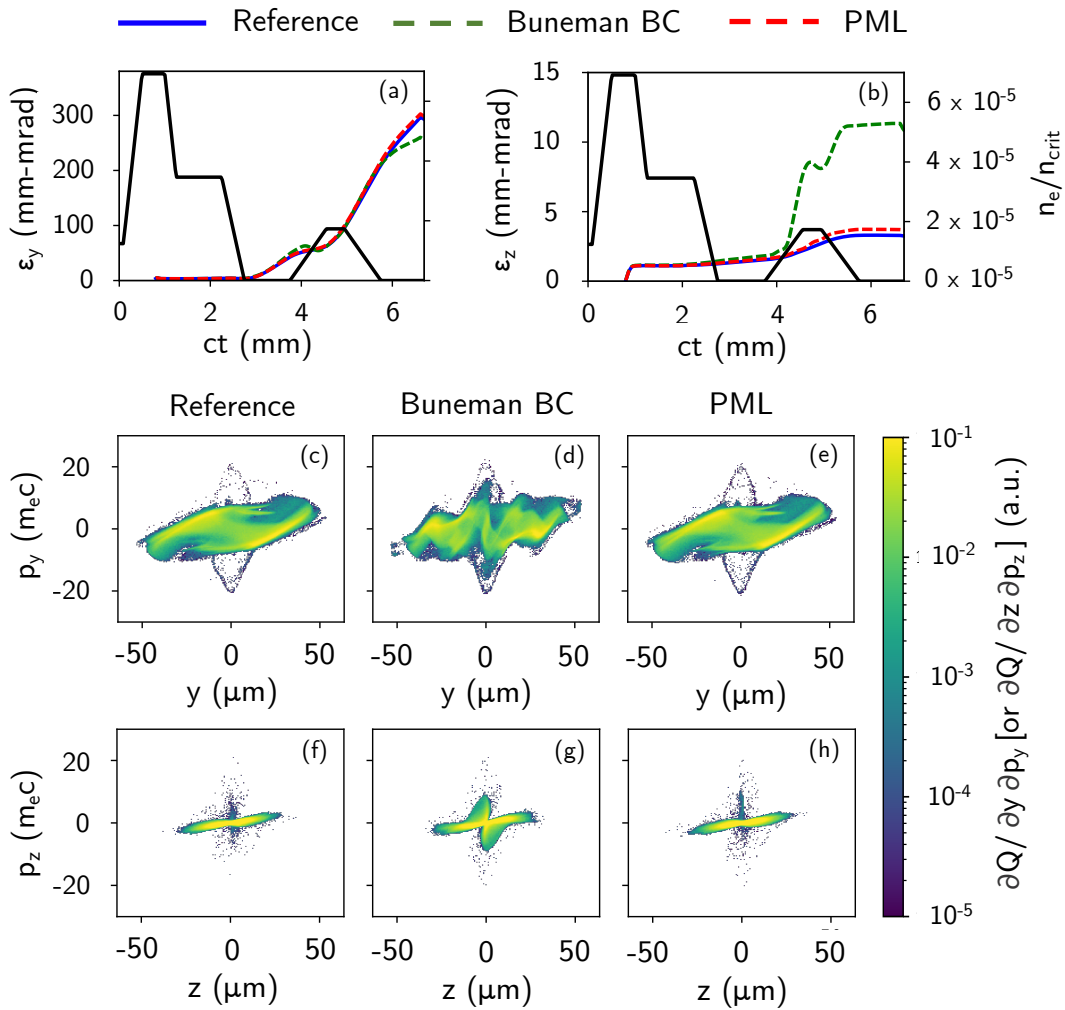 Reference Buneman BC PML
(a)
300
200
100
0
ε_y (mm-mrad)
0 2 4 6
ct (mm)
(b)
15
10
5
0
ε_z (mm-mrad)
6 x 10^-5
4 x 10^-5
2 x 10^-5
0 x 10^-5
n_e/n_crit
0 2 4 6
ct (mm)
Reference Buneman BC PML
(c) (d) (e)
20
0
-20
p_y (m_ec)
-50 0 50 -50 0 50 -50 0 50
y (μm) y (μm) y (μm)
(f) (g) (h)
20
0
-20
p_z (m_ec)
-50 0 50 -50 0 50 -50 0 50
z (μm) z (μm) z (μm)
10^-1
10^-2
10^-3
10^-4
10^-5
∂Q/ ∂y ∂p_y [or ∂Q/ ∂z ∂p_z] (a.u.)